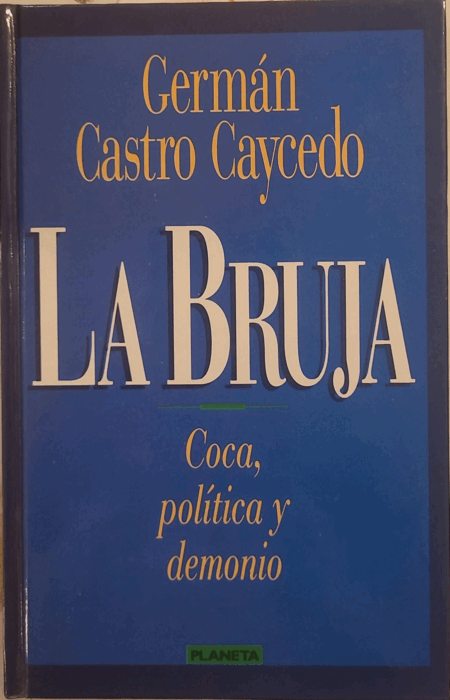 Germán
Castro Caycedo
LA BRUJA
Coca,
política y
demonio
PLANETA